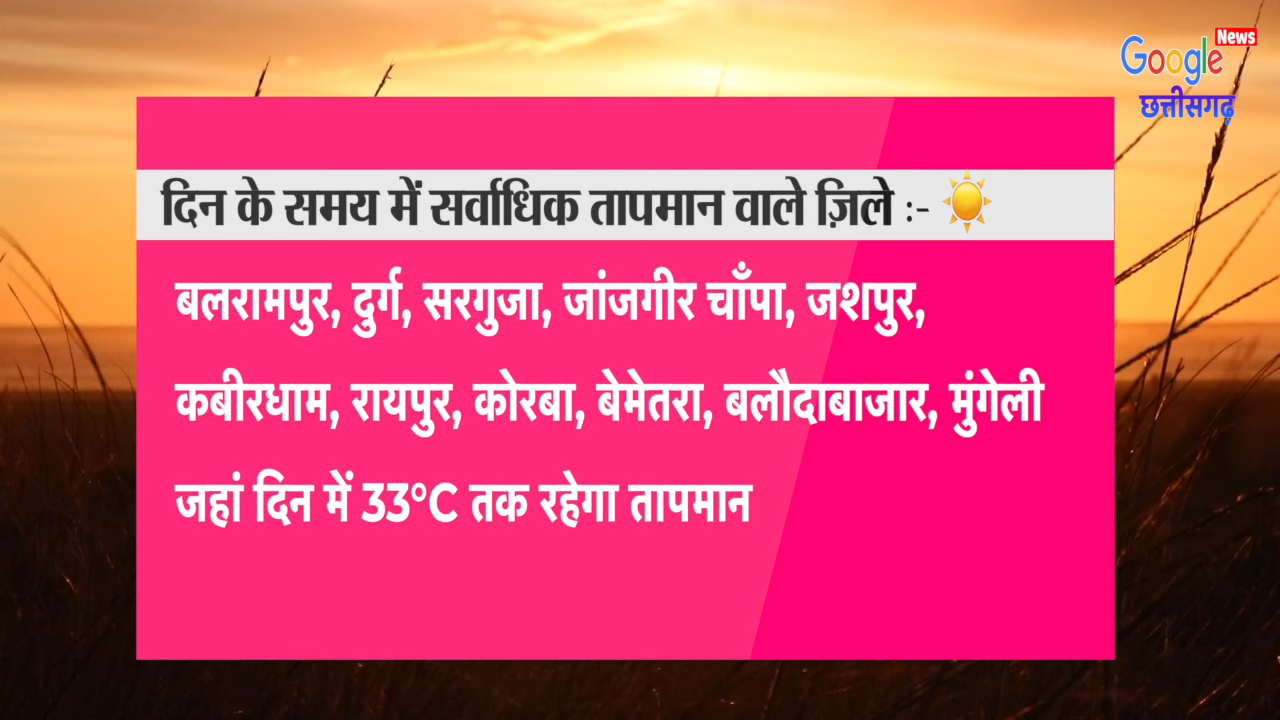 News
Google
छत्तीसगढ़
दिन के समय में सर्वाधिक तापमान वाले ज़िले :-
बलरामपुर, दुर्ग, सरगुजा, जांजगीर चाँपा, जशपुर,
कबीरधाम, रायपुर, कोरबा, बेमेतरा, बलौदाबाजार, मुंगेली
जहां दिन में 33°C तक रहेगा तापमान